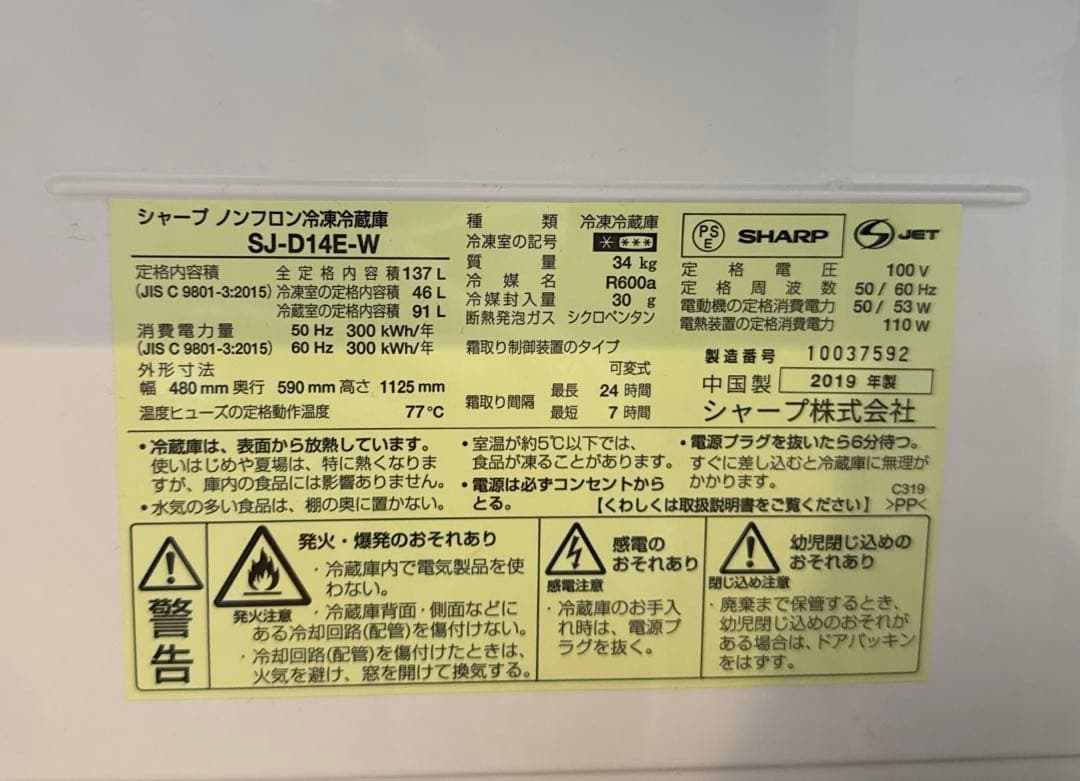 シャープ ノンフロン冷凍冷蔵庫
SJ-D14E-W
定格内容積 全定格内容積 137 L
(JIS C 9801-3:2015) 冷凍室の定格内容積 46 L
冷蔵室の定格内容積 91 L
消費電力量 50 Hz 300 kWh/年
(JIS C 9801-3:2015) 60 Hz 300 kWh/年
外形寸法
幅 480 mm 奥行 590 mm 高さ 1125 mm
温度ヒューズの定格動作温度 77℃
種類 冷凍冷蔵庫
冷凍室の記号 * ***
質量 34 kg
冷媒名 R600a
冷媒封入量 30 g
断熱発泡ガス シクロペンタン
霜取り制御装置のタイプ
可変式
霜取り間隔 最長 24 時間
最短 7 時間
PSE SHARP S JET
定格電圧 100 V
定格周波数 50 / 60 Hz
電動機の定格消費電力 50 / 53 W
電熱装置の定格消費電力 110 W
製造番号 10037592
中国製 2019 年製
シャープ株式会社
・冷蔵庫は、表面から放熱しています。
使いはじめや夏場は、特に熱くなりま
すが、庫内の食品には影響ありません。
・水気の多い食品は、棚の奥に置かない。
・室温が約5℃以下では、
食品が凍ることがあります。
・電源は必ずコンセントから
とる。
・電源プラグを抜いたら6分待つ。
すぐに差し込むと冷蔵庫に無理が
かかります。
C319
【くわしくは取扱説明書をご覧ください】 >PP<
警告
発火注意
発火・爆発のおそれあり
・冷蔵庫内で電気製品を使
わない。
・冷蔵庫背面・側面などに
ある冷却回路(配管)を傷付けない。
・冷却回路(配管)を傷付けたときは、
火気を避け、窓を開けて換気する。
感電注意
感電の
おそれあり
・冷蔵庫のお手入
れ時は、電源プ
ラグを抜く。
閉じ込め注意
幼児閉じ込めの
おそれあり
・廃棄まで保管するとき、
幼児閉じ込めのおそれが
ある場合は、ドアパッキン
をはずす。